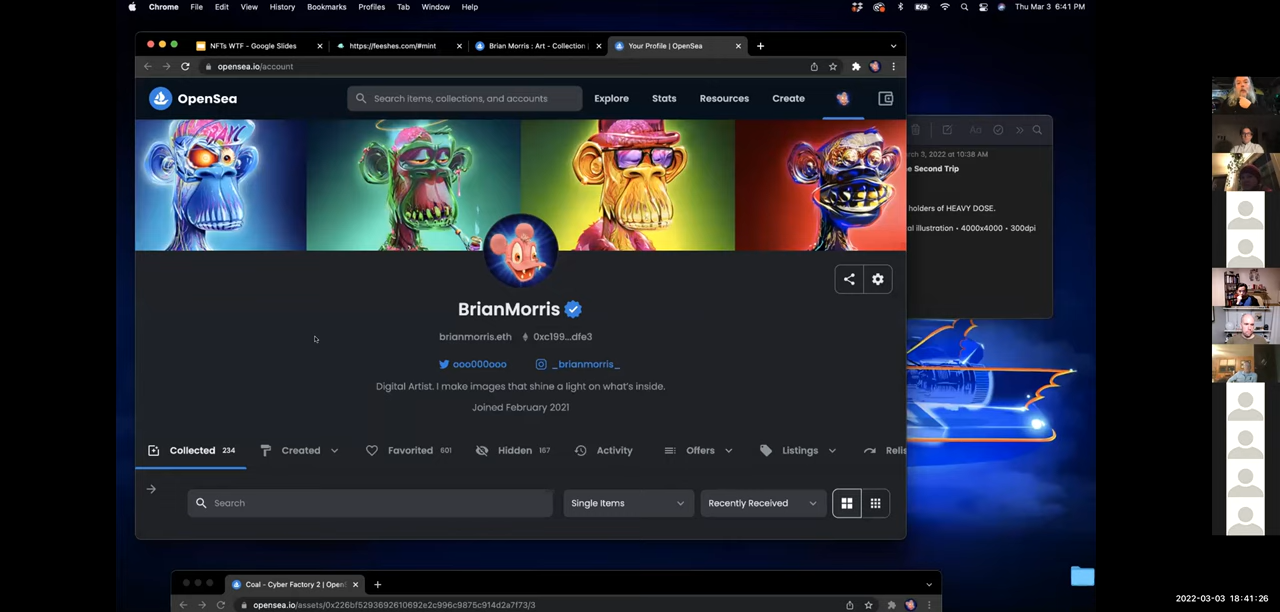 Chrome File Edit View History Bookmarks Profiles Tab Window Help Thu Mar 3 6:41 PM
NFTs WTF - Google Slides https://feeshes.com/#mint Brian Morris : Art - Collection Your Profile | OpenSea
opensea.io/account
OpenSea Search items, collections, and accounts Explore Stats Resources Create
Aa
rch 3, 2022 at 10:38 AM
e Second Trip
holders of HEAVY DOSE.
al illustration • 4000x4000 • 300dpi
BrianMorris
brianmorris.eth 0xc199...dfe3
ooo000ooo _brianmorris_
Digital Artist. I make images that shine a light on what's inside.
Joined February 2021
Collected 234 Created Favorited 601 Hidden 167 Activity Offers Listings Relis
Search Single Items Recently Received
Coal - Cyber Factory 2 | Open
opensea.io/assets/0x226bf5293692610692e2c996c9875c914d2a7f73/3
2022-03-03 18:41:26